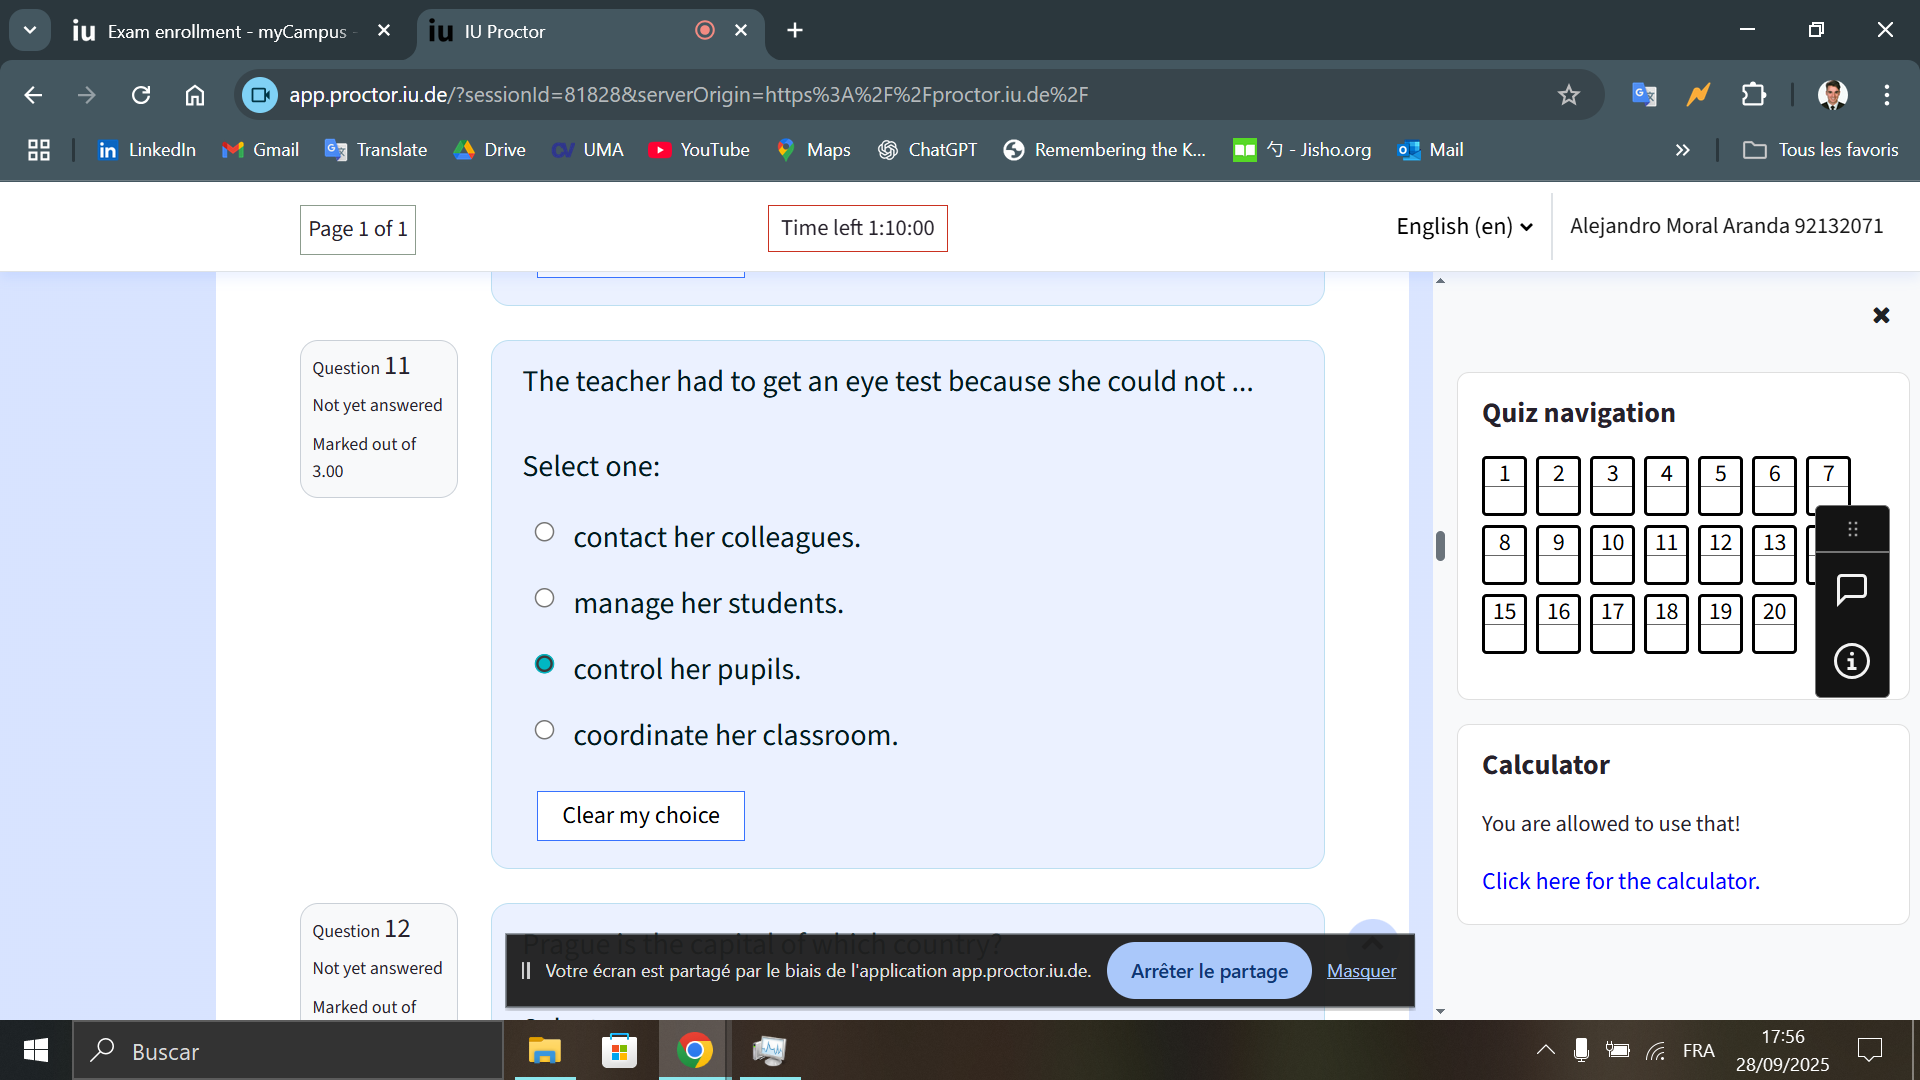 iu Exam enrollment - myCampus -
iu IU Proctor
app.proctor.iu.de/?sessionId=81828&serverOrigin=https%3A%2F%2Fproctor.iu.de%2F
LinkedIn Gmail Translate Drive UMA YouTube Maps ChatGPT Remembering the K... 勺 - Jisho.org Mail Tous les favoris
Page 1 of 1
Time left 1:10:00
English (en)
Alejandro Moral Aranda 92132071
Question 11
Not yet answered
Marked out of
3.00
The teacher had to get an eye test because she could not ...
Select one:
contact her colleagues.
manage her students.
control her pupils.
coordinate her classroom.
Clear my choice
Quiz navigation
1 2 3 4 5 6 7
8 9 10 11 12 13
15 16 17 18 19 20
Calculator
You are allowed to use that!
Click here for the calculator.
Question 12
Not yet answered
Marked out of
Prague is the capital of which country?
Votre écran est partagé par le biais de l'application app.proctor.iu.de.
Arrêter le partage
Masquer
Buscar
FRA
17:56
28/09/2025